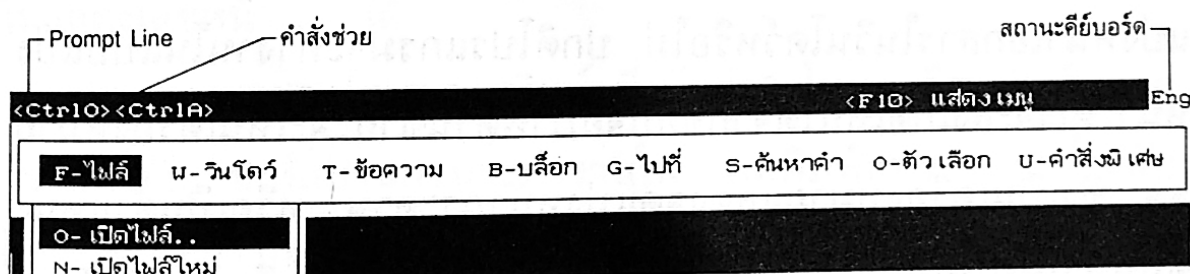 Prompt Line คำสั่งช่วย สถานะคีย์บอร์ด
<CtrlO><CtrlA> <F10> แสดงเมนู Eng
F-ไฟล์ W-วินโดว์ T-ข้อความ B-บล็อก G-ไปที่ S-ค้นหาคำ O-ตัวเลือก U-คำสั่งพิเศษ
O-เปิดไฟล์..
N-เปิดไฟล์ใหม่